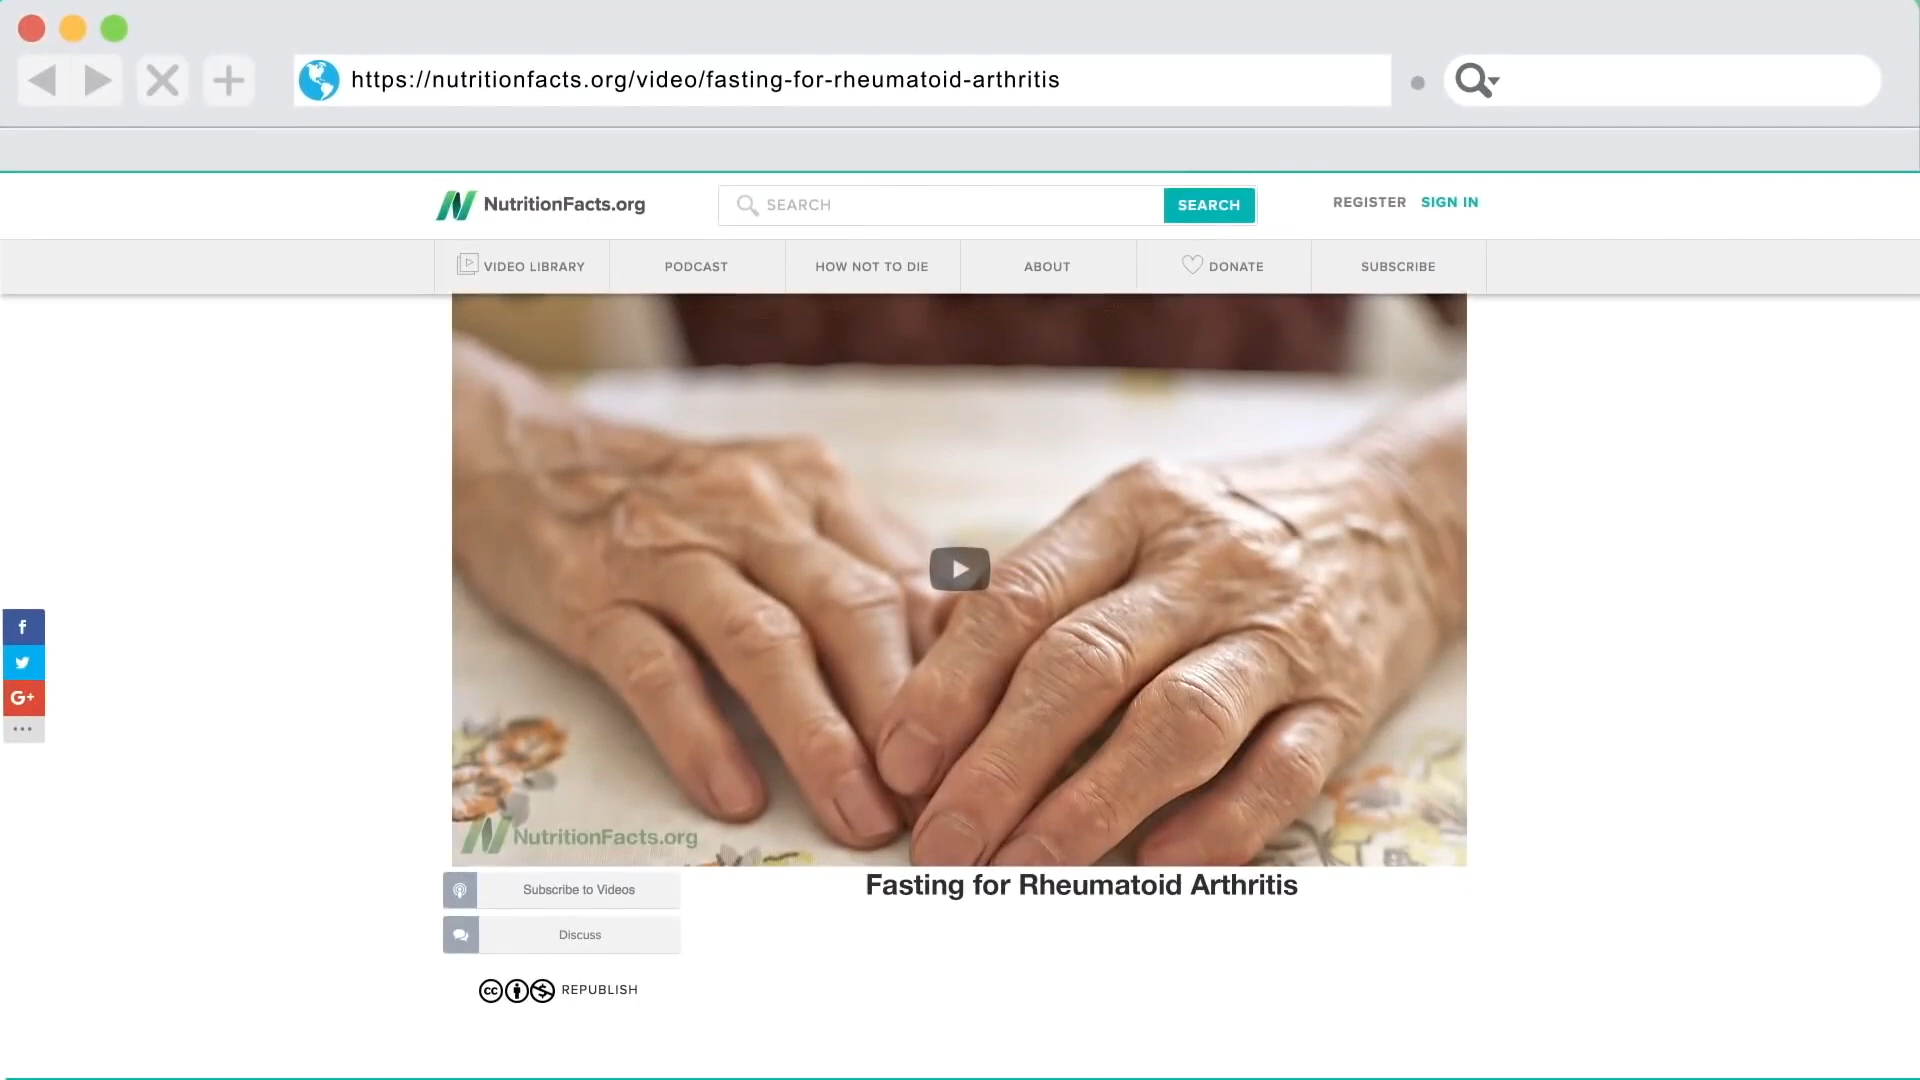 https://nutritionfacts.org/video/fasting-for-rheumatoid-arthritis
NutritionFacts.org
SEARCH
SEARCH
REGISTER SIGN IN
VIDEO LIBRARY
PODCAST
HOW NOT TO DIE
ABOUT
DONATE
SUBSCRIBE
f
G+
NutritionFacts.org
Subscribe to Videos
Fasting for Rheumatoid Arthritis
Discuss
cc REPUBLISH